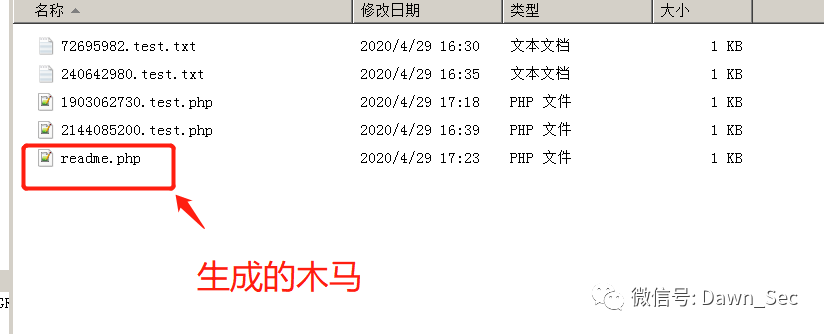 名称 修改日期 类型 大小
72695982.test.txt 2020/4/29 16:30 文本文档 1 KB
240642980.test.txt 2020/4/29 16:35 文本文档 1 KB
1903062730.test.php 2020/4/29 17:18 PHP 文件 1 KB
2144085200.test.php 2020/4/29 16:39 PHP 文件 1 KB
readme.php 2020/4/29 17:23 PHP 文件 1 KB
生成的木马
微信号: Dawn_Sec